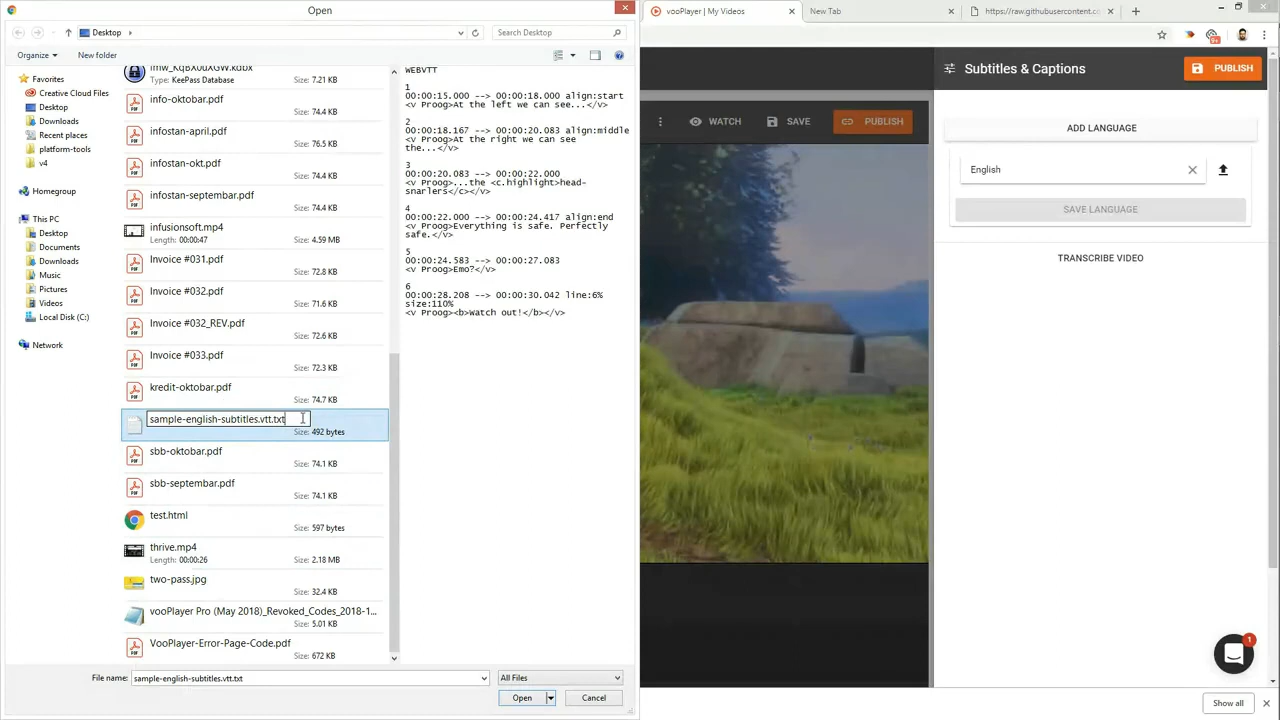 Open
Desktop
Search Desktop
Organize
New folder
Favorites
Creative Cloud Files
Desktop
Downloads
Recent places
platform-tools
v4
Homegroup
This PC
Desktop
Documents
Downloads
Music
Pictures
Videos
Local Disk (C:)
Network
Type: KeePass Database
Size: 7.21 KB
info-oktobar.pdf
Size: 74.4 KB
infostan-april.pdf
Size: 76.5 KB
infostan-okt.pdf
Size: 74.4 KB
infostan-septembar.pdf
Size: 74.4 KB
infusionsoft.mp4
Length: 00:00:47
Size: 4.59 MB
Invoice #031.pdf
Size: 72.8 KB
Invoice #032.pdf
Size: 71.6 KB
Invoice #032_REV.pdf
Size: 72.6 KB
Invoice #033.pdf
Size: 72.3 KB
kredit-oktobar.pdf
Size: 74.7 KB
sample-english-subtitles.vtt.txt
Size: 492 bytes
sbb-oktobar.pdf
Size: 74.1 KB
sbb-septembar.pdf
Size: 74.1 KB
test.html
Size: 597 bytes
thrive.mp4
Length: 00:00:26
Size: 2.18 MB
two-pass.jpg
Size: 32.4 KB
vooPlayer Pro (May 2018)_Revoked_Codes_2018-1...
Size: 5.01 KB
VooPlayer-Error-Page-Code.pdf
Size: 672 KB
WEBVTT
1
00:00:15.000 --> 00:00:18.000 align:start
<v Proog>At the left we can see...</v>
2
00:00:18.167 --> 00:00:20.083 align:middle
<v Proog>At the right we can see
the...</v>
3
00:00:20.083 --> 00:00:22.000
<v Proog>...the <c.highlight>head-
snarlers</c></v>
4
00:00:22.000 --> 00:00:24.417 align:end
<v Proog>Everything is safe. Perfectly
safe.</v>
5
00:00:24.583 --> 00:00:27.083
<v Proog>Emo?</v>
6
00:00:28.208 --> 00:00:30.042 line:6%
size:110%
<v Proog><b>Watch out!</b></v>
File name:
sample-english-subtitles.vtt.txt
All Files
Open
Cancel
vooPlayer | My Videos
New Tab
https://raw.githubusercontent.co
9+
WATCH
SAVE
PUBLISH
Subtitles & Captions
PUBLISH
ADD LANGUAGE
English
SAVE LANGUAGE
TRANSCRIBE VIDEO
1
Show all